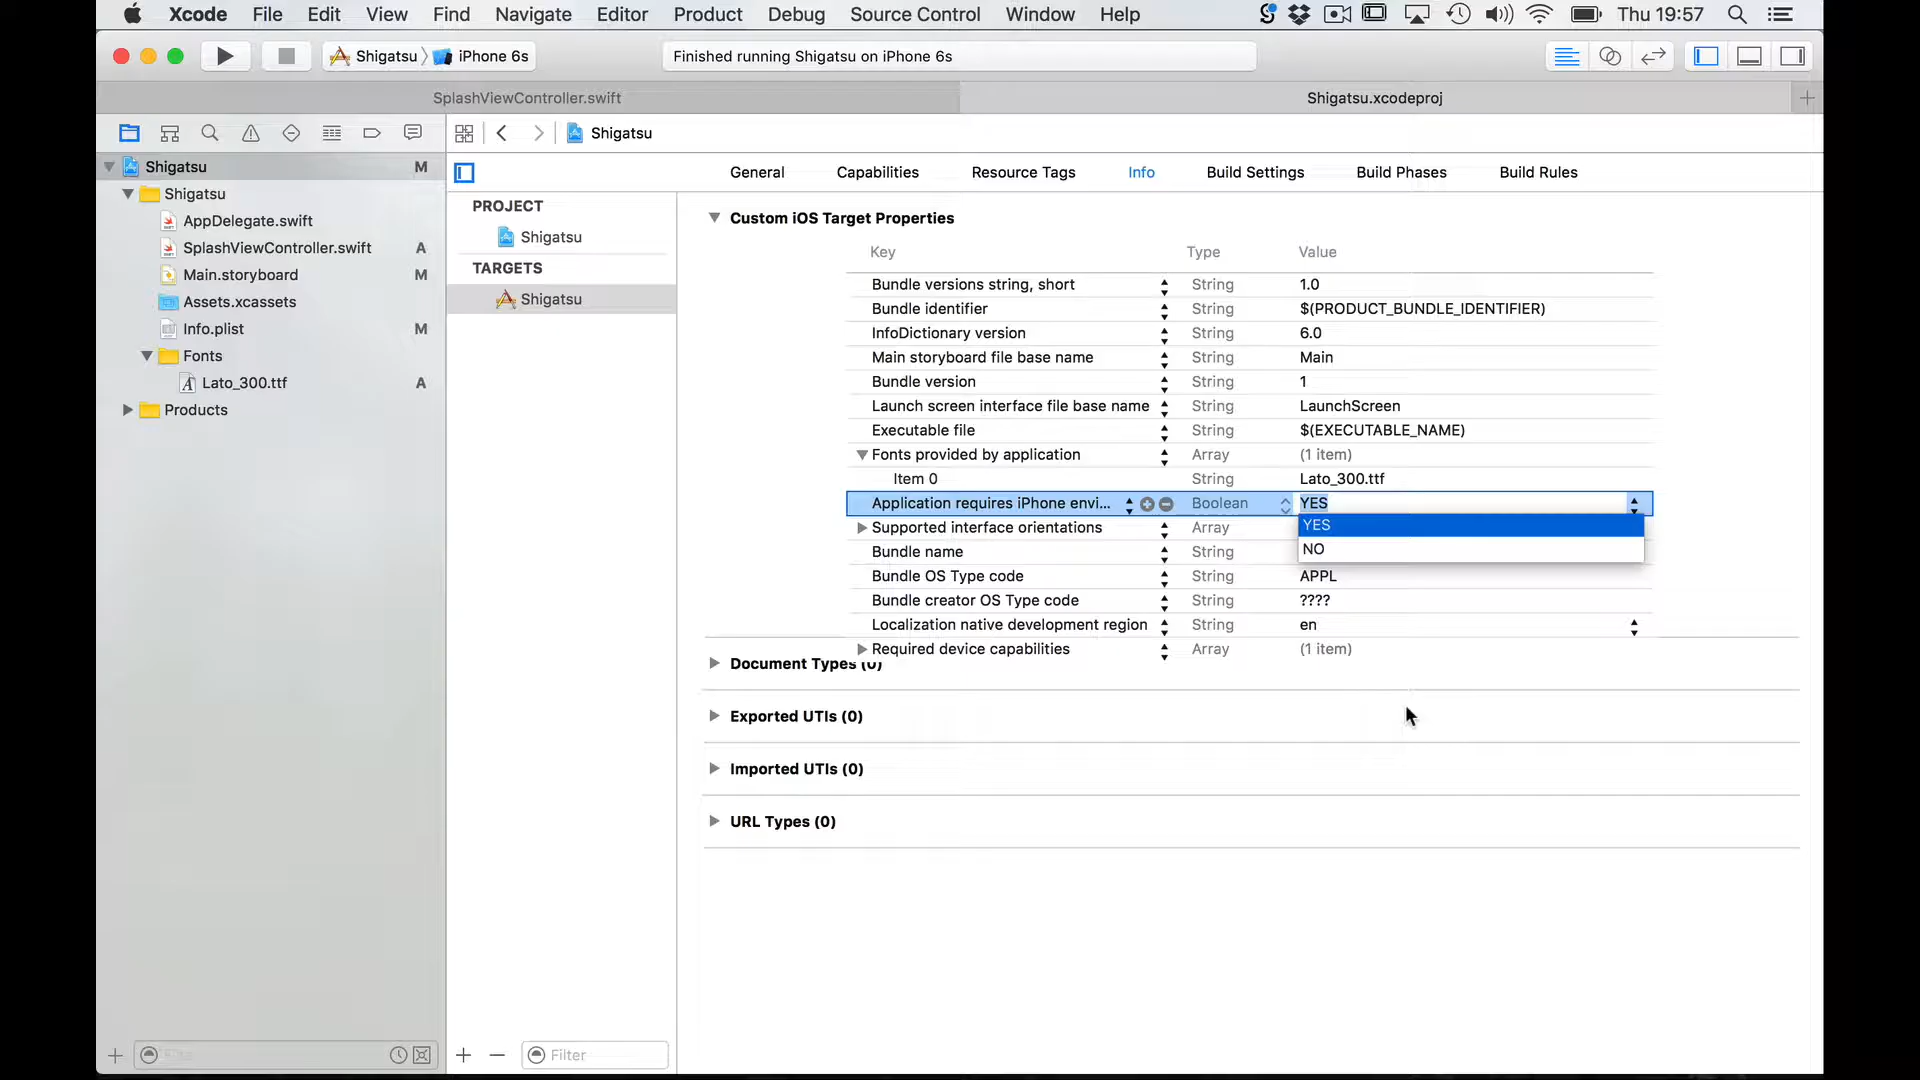 Xcode File Edit View Find Navigate Editor Product Debug Source Control Window Help Thu 19:57
Shigatsu iPhone 6s Finished running Shigatsu on iPhone 6s
SplashViewController.swift Shigatsu.xcodeproj
Shigatsu
Shigatsu M
Shigatsu
AppDelegate.swift
SplashViewController.swift A
Main.storyboard M
Assets.xcassets
Info.plist M
Fonts
Lato_300.ttf A
Products
General Capabilities Resource Tags Info Build Settings Build Phases Build Rules
PROJECT
Shigatsu
TARGETS
Shigatsu
Custom iOS Target Properties
Key Type Value
Bundle versions string, short String 1.0
Bundle identifier String $(PRODUCT_BUNDLE_IDENTIFIER)
InfoDictionary version String 6.0
Main storyboard file base name String Main
Bundle version String 1
Launch screen interface file base name String LaunchScreen
Executable file String $(EXECUTABLE_NAME)
Fonts provided by application Array (1 item)
Item 0 String Lato_300.ttf
Application requires iPhone envi... Boolean YES
YES
Supported interface orientations Array
NO
Bundle name String
Bundle OS Type code String APPL
Bundle creator OS Type code String ????
Localization native development region String en
Required device capabilities Array (1 item)
Document Types (0)
Exported UTIs (0)
Imported UTIs (0)
URL Types (0)
Filter